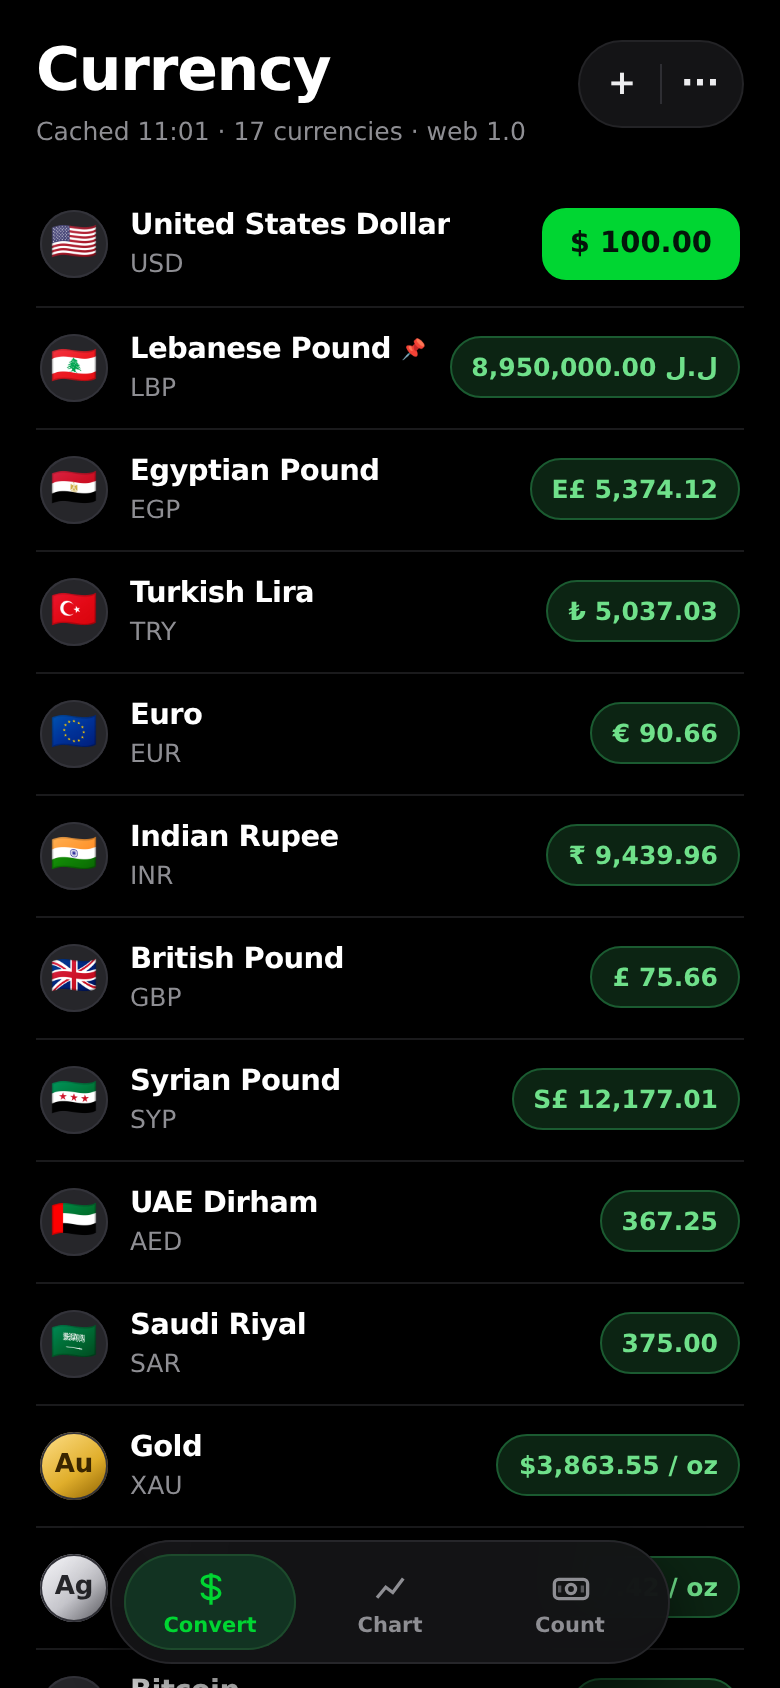 Currency
+ ···
Cached 11:01 · 17 currencies · web 1.0
United States Dollar
USD
$ 100.00
Lebanese Pound
LBP
8,950,000.00 ل.ل
Egyptian Pound
EGP
E£ 5,374.12
Turkish Lira
TRY
₺ 5,037.03
Euro
EUR
€ 90.66
Indian Rupee
INR
₹ 9,439.96
British Pound
GBP
£ 75.66
Syrian Pound
SYP
S£ 12,177.01
UAE Dirham
AED
367.25
Saudi Riyal
SAR
375.00
Au
Gold
XAU
$3,863.55 / oz
Ag
/ oz
$
Convert
Chart
Count
Bitcoin